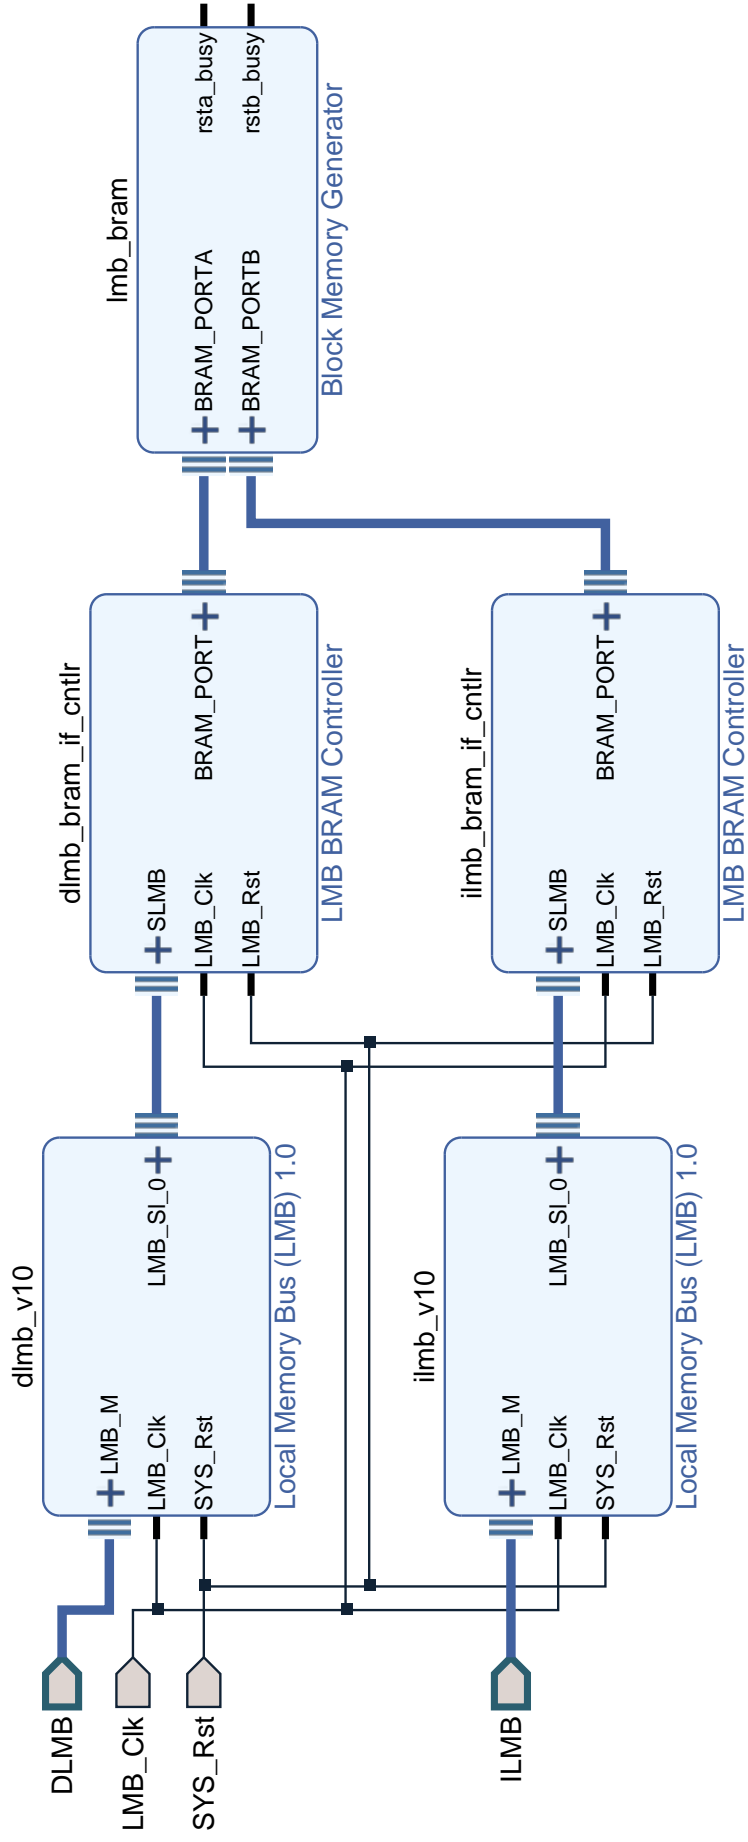 DLMB
LMB_Clk
SYS_Rst
ILMB
dlmb_v10
LMB_M
LMB_Clk
SYS_Rst
LMB_Sl_0
Local Memory Bus (LMB) 1.0
ilmb_v10
LMB_M
LMB_Clk
SYS_Rst
LMB_Sl_0
Local Memory Bus (LMB) 1.0
dlmb_bram_if_cntlr
SLMB
LMB_Clk
LMB_Rst
BRAM_PORT
LMB BRAM Controller
ilmb_bram_if_cntlr
SLMB
LMB_Clk
LMB_Rst
BRAM_PORT
LMB BRAM Controller
lmb_bram
BRAM_PORTA
BRAM_PORTB
rsta_busy
rstb_busy
Block Memory Generator